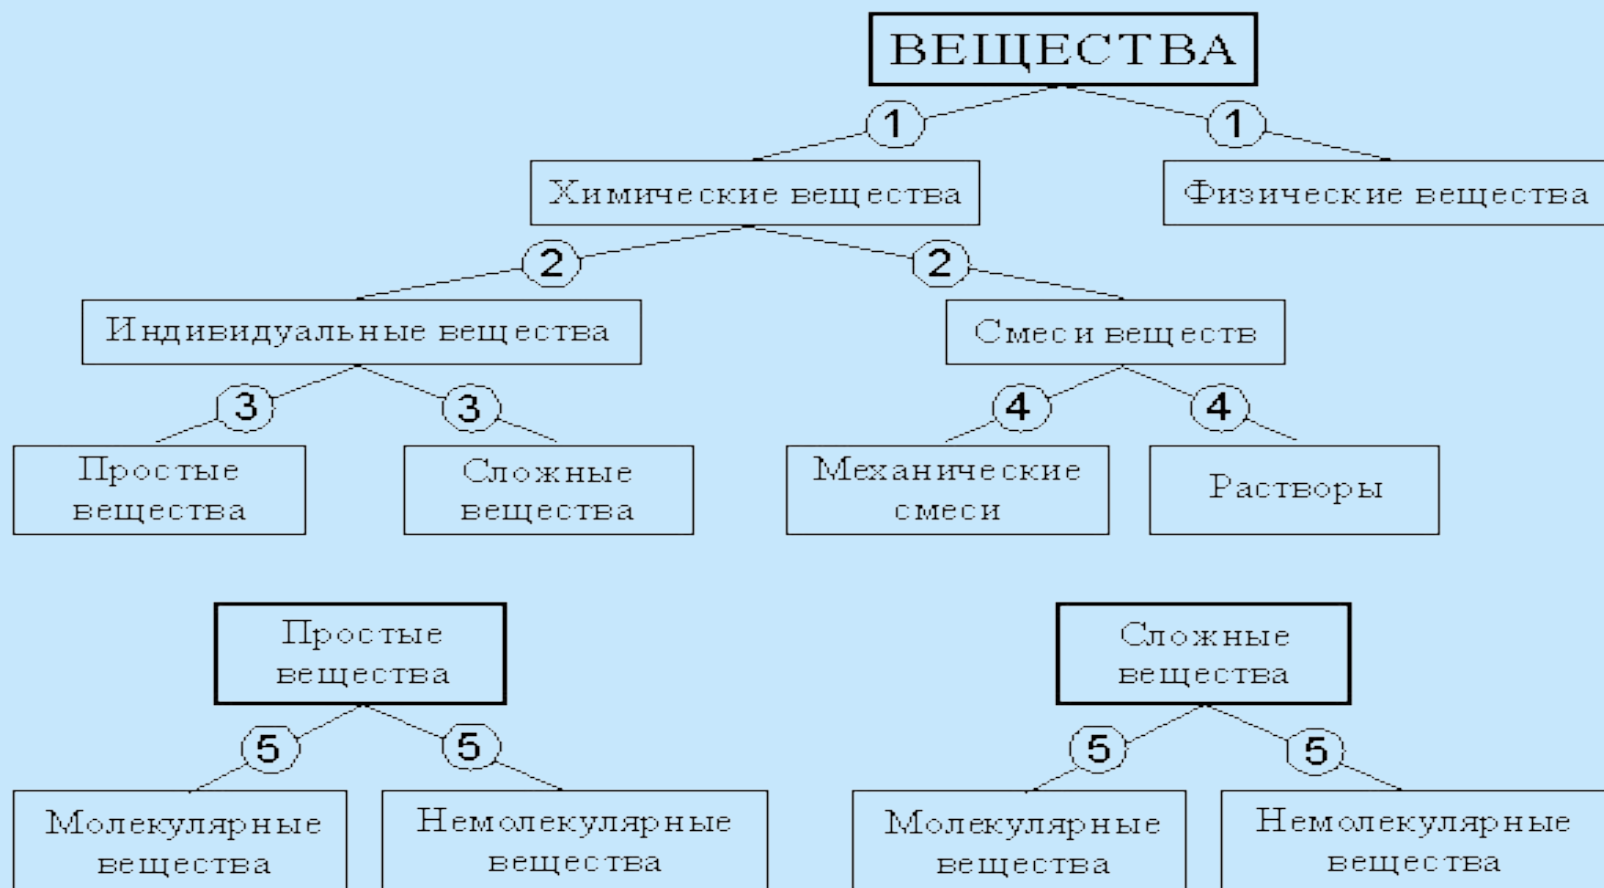 ВЕЩЕСТВА
1 1
Химические вещества Физические вещества
2 2
Индивидуальные вещества Смеси веществ
3 3 4 4
Простые
вещества
Сложные
вещества
Механические
смеси
Растворы
Простые
вещества
Сложные
вещества
5 5 5 5
Молекулярные
вещества
Немолекулярные
вещества
Молекулярные
вещества
Немолекулярные
вещества